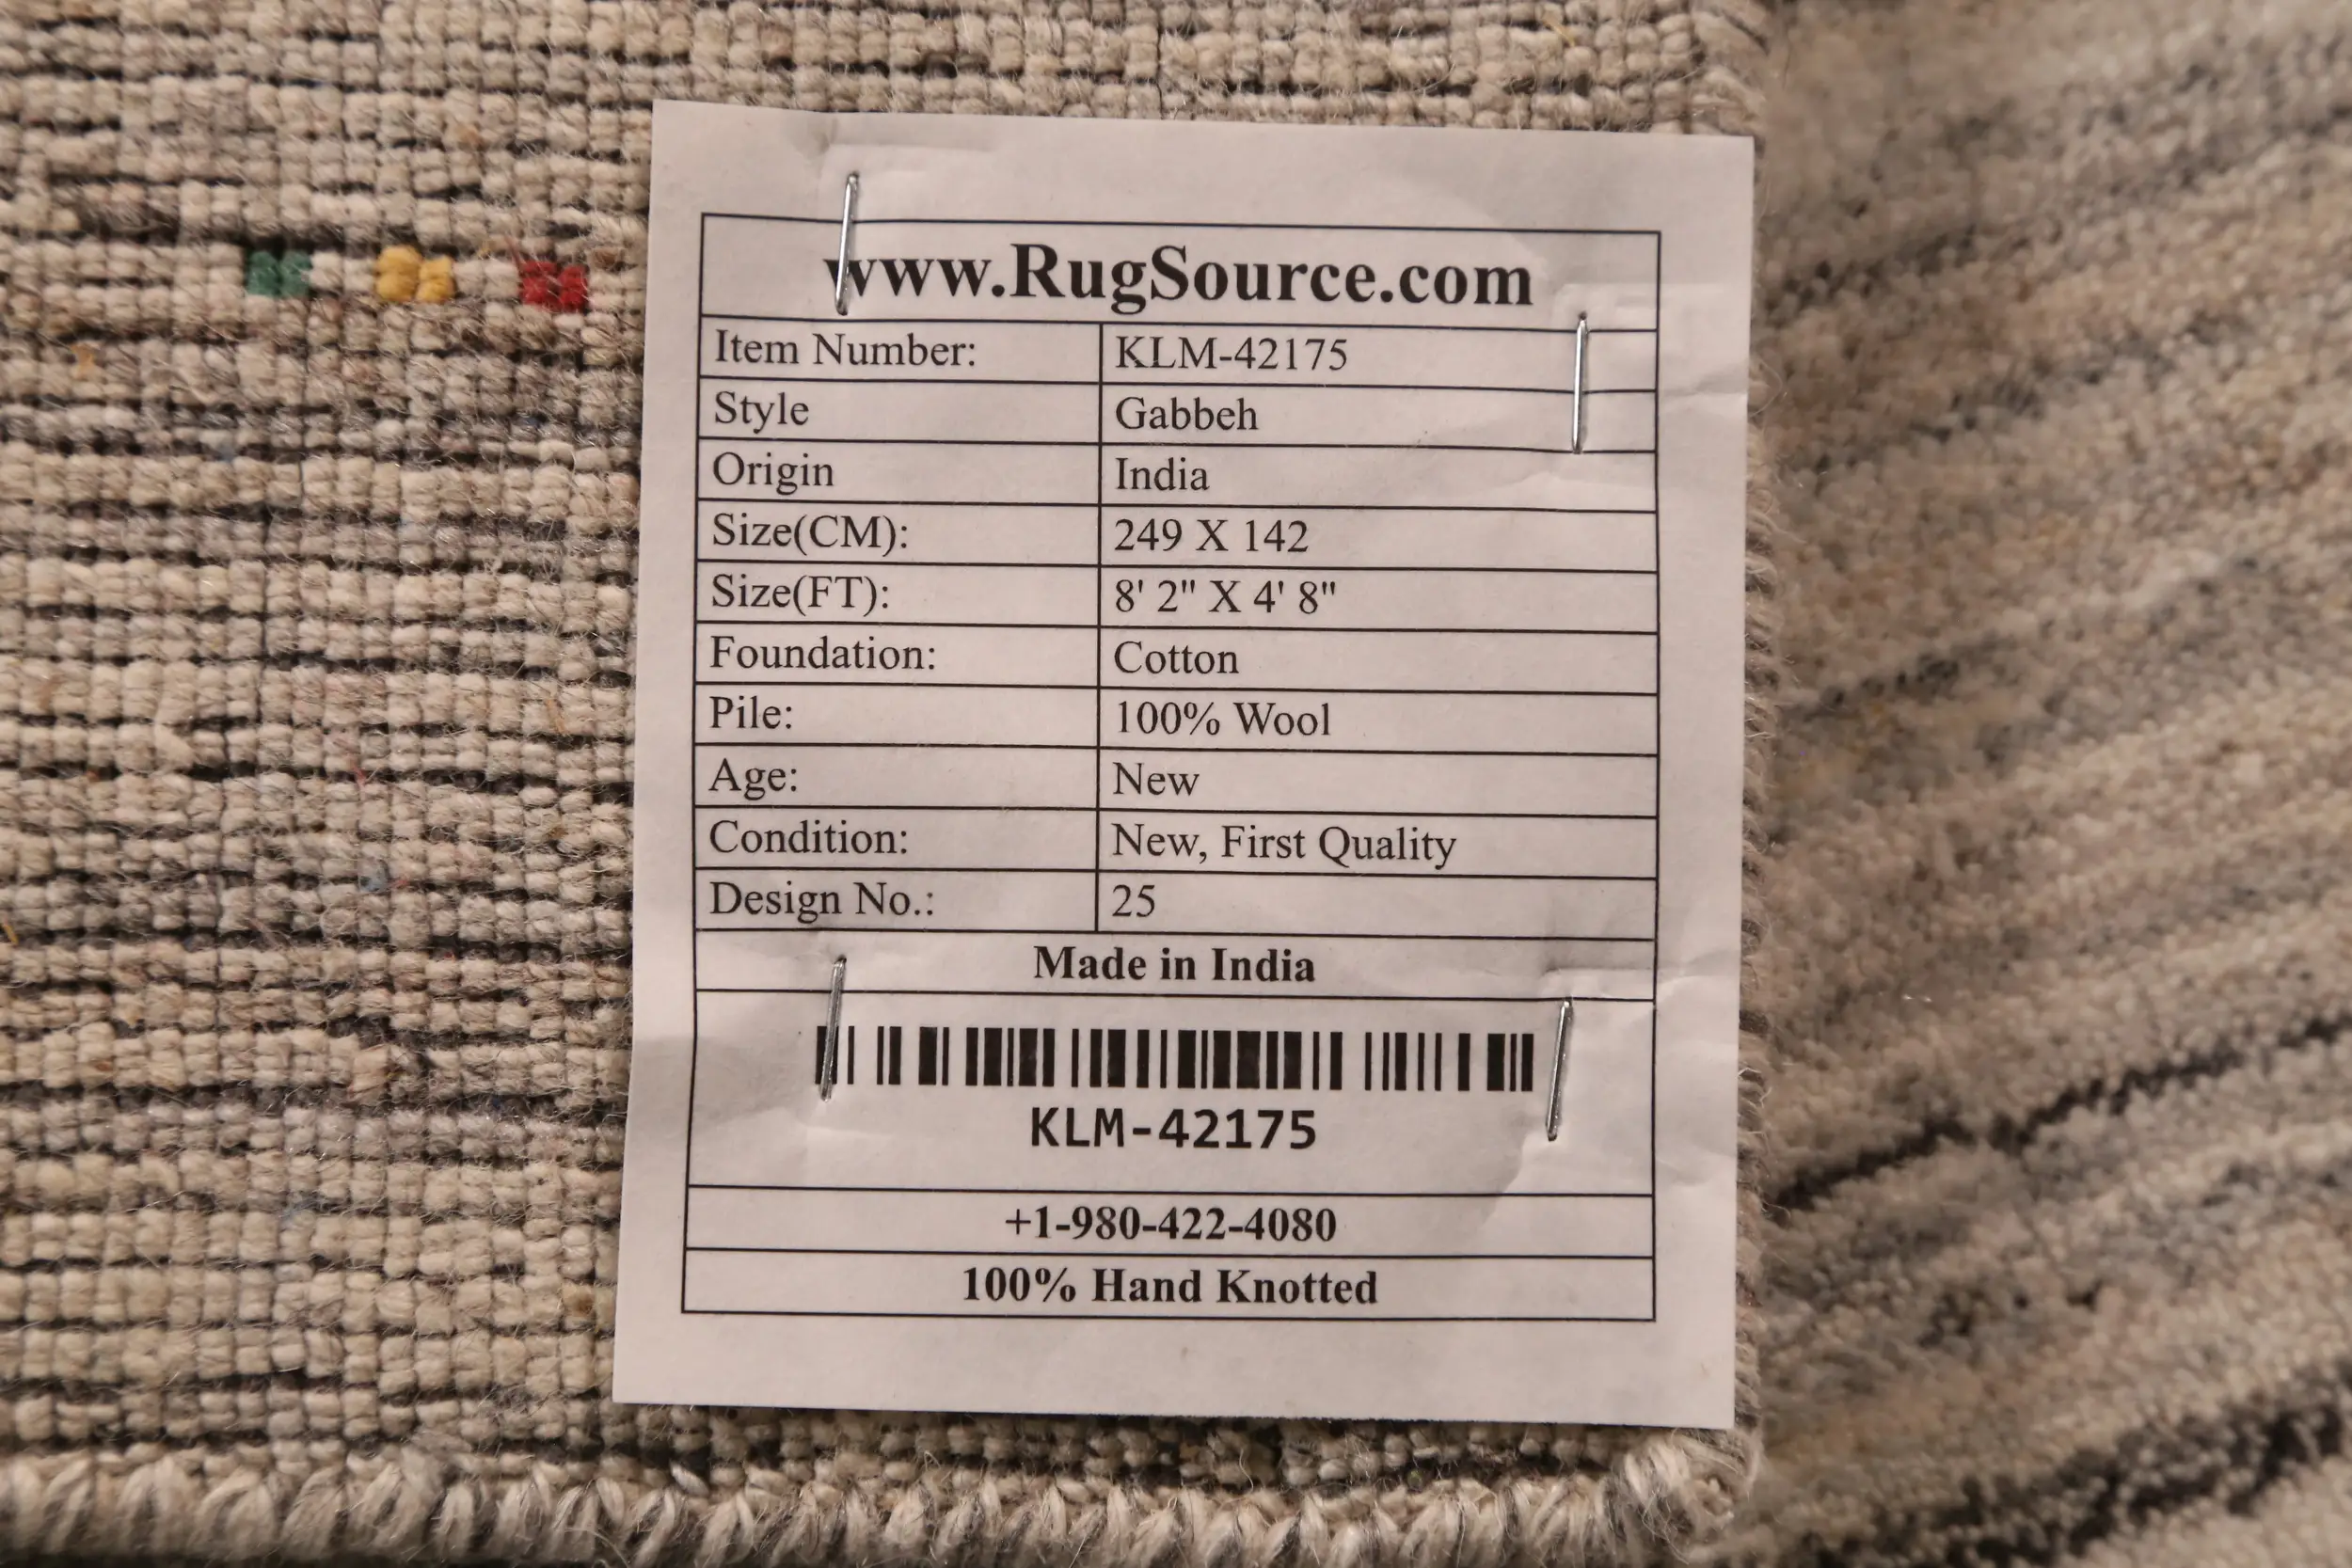 www.RugSource.com
Item Number: KLM-42175
Style Gabbeh
Origin India
Size(CM): 249 X 142
Size(FT): 8' 2" X 4' 8"
Foundation: Cotton
Pile: 100% Wool
Age: New
Condition: New, First Quality
Design No.: 25
Made in India
KLM-42175
+1-980-422-4080
100% Hand Knotted